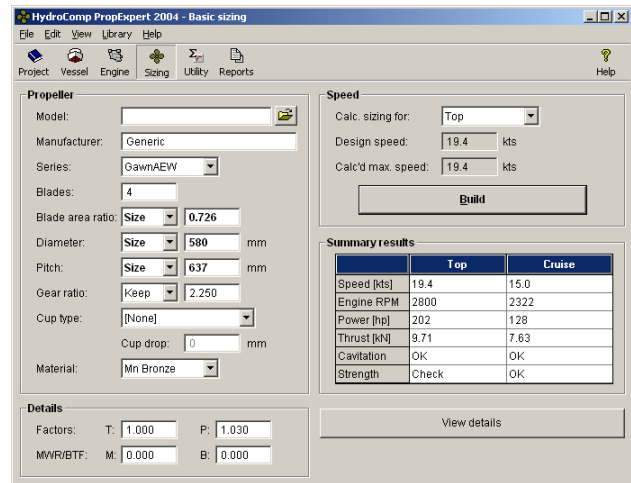 HydroComp PropExpert 2004 - Basic sizing
File Edit View Library Help
Project Vessel Engine Sizing Utility Reports Help
Propeller
Model:
Manufacturer: Generic
Series: GawnAEW
Blades: 4
Blade area ratio: Size 0.726
Diameter: Size 580 mm
Pitch: Size 637 mm
Gear ratio: Keep 2.250
Cup type: [None]
Cup drop: 0 mm
Material: Mn Bronze
Details
Factors: T: 1.000 P: 1.030
MWR/BTF: M: 0.000 B: 0.000
Speed
Calc. sizing for: Top
Design speed: 19.4 kts
Calc'd max. speed: 19.4 kts
Build
Summary results
Top Cruise
Speed [kts] 19.4 15.0
Engine RPM 2800 2322
Power [hp] 202 128
Thrust [kN] 9.71 7.63
Cavitation OK OK
Strength Check OK
View details